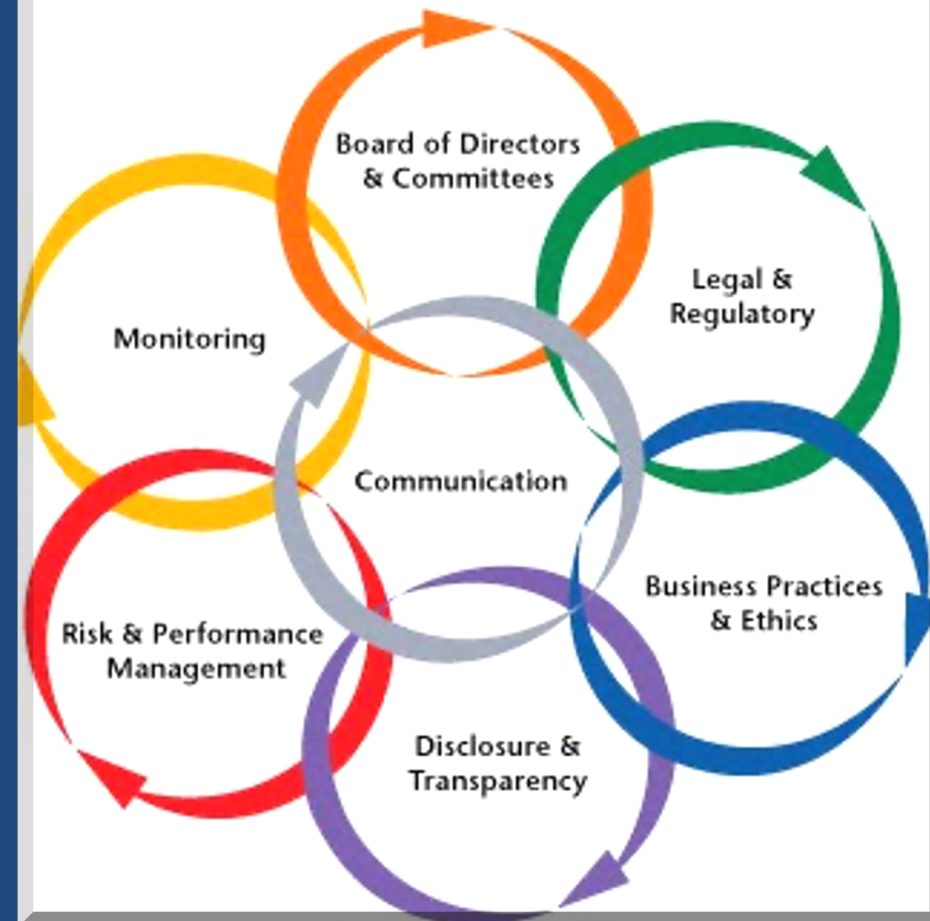 Board of Directors
& Committees
Legal &
Regulatory
Monitoring
Communication
Business Practices
& Ethics
Risk & Performance
Management
Disclosure &
Transparency